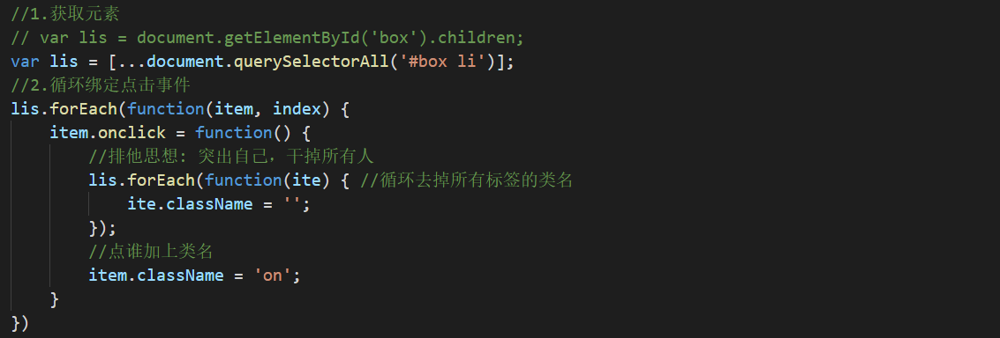 //1.获取元素
// var lis = document.getElementById('box').children;
var lis = [...document.querySelectorAll('#box li')];
//2.循环绑定点击事件
lis.forEach(function(item, index) {
    item.onclick = function() {
        //排他思想: 突出自己，干掉所有人
        lis.forEach(function(ite) { //循环去掉所有标签的类名
            ite.className = '';
        });
        //点谁加上类名
        item.className = 'on';
    }
})